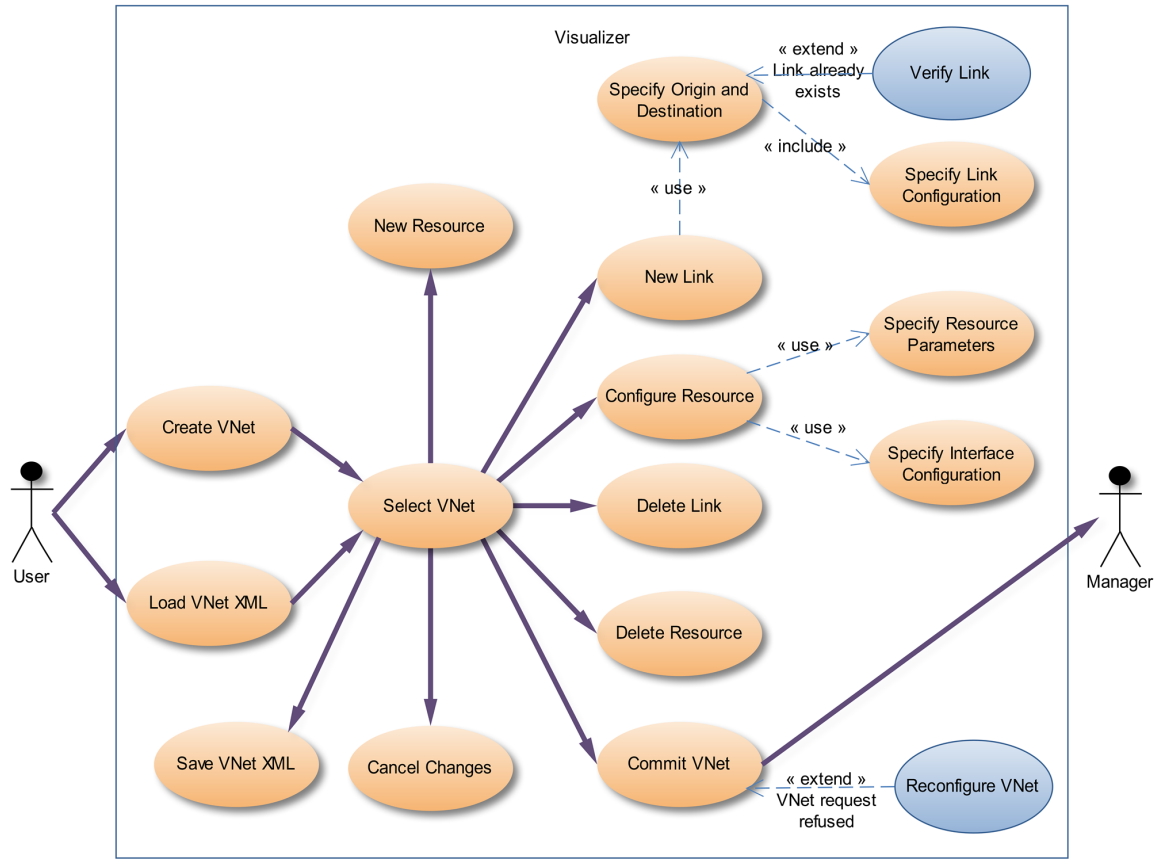 Visualizer
« extend »
Link already
exists
Verify Link
Specify Origin and
Destination
« include »
Specify Link
Configuration
« use »
New Resource
New Link
Specify Resource
Parameters
« use »
Configure Resource
« use »
Specify Interface
Configuration
Create VNet
Select VNet
Delete Link
User
Manager
Load VNet XML
Delete Resource
Save VNet XML
Cancel Changes
Commit VNet
« extend »
VNet request
refused
Reconfigure VNet